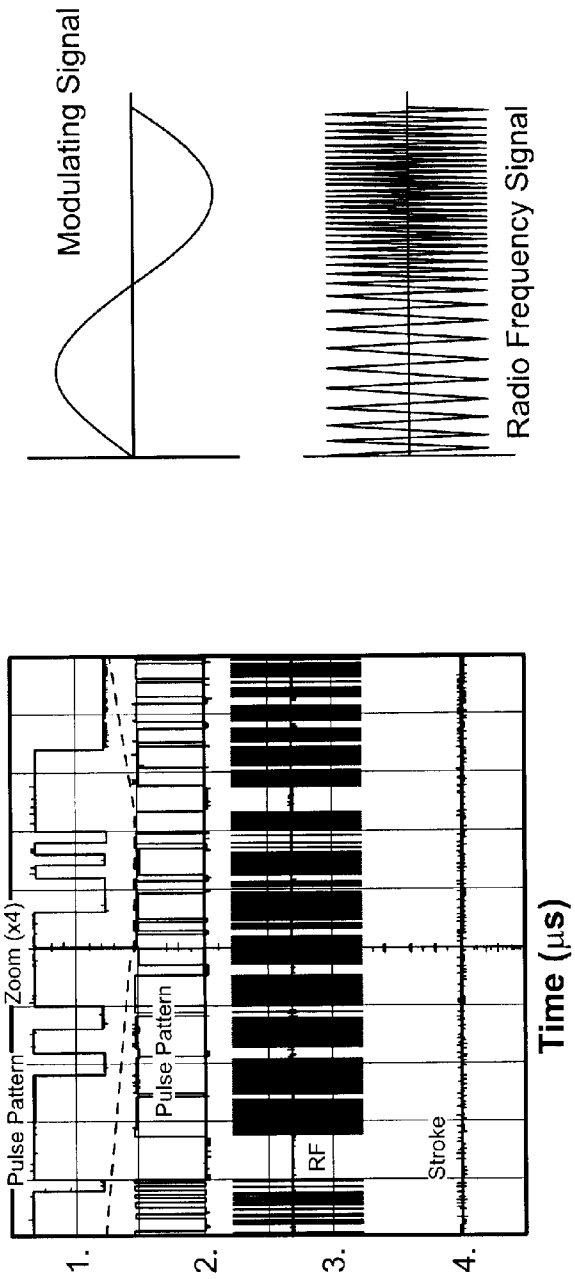 Pulse Pattern
Zoom (x4)
Pulse Pattern
RF
Stroke
1.
2.
3.
4.
Time (μs)
Modulating Signal
Radio Frequency Signal